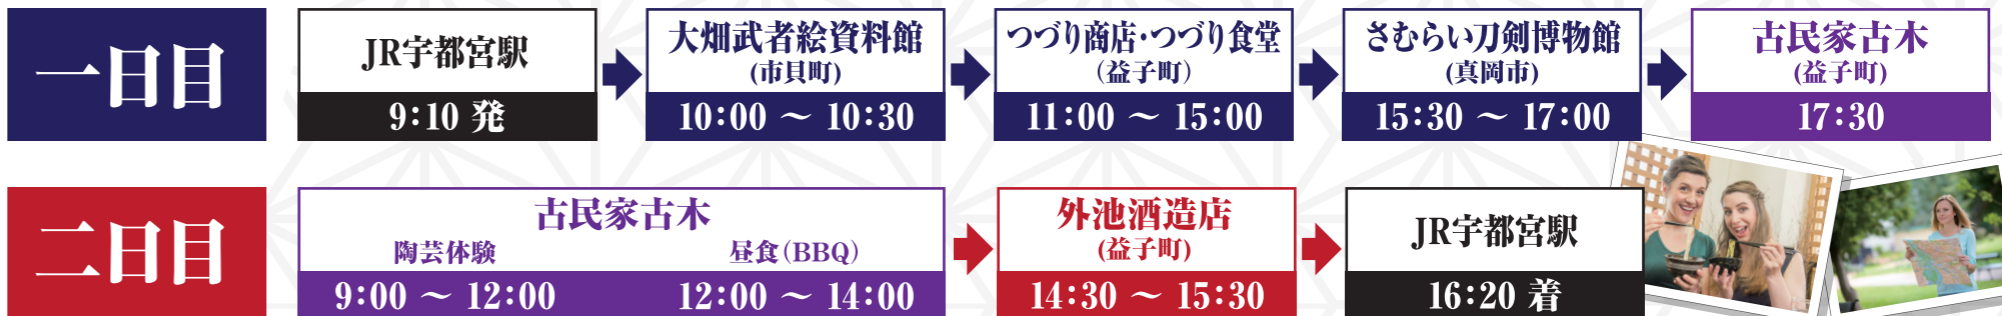 一日目
JR宇都宮駅
9:10 発
大畑武者絵資料館
(市貝町)
10:00 ～ 10:30
つづり商店・つづり食堂
（益子町）
11:00 ～ 15:00
さむらい刀剣博物館
(真岡市)
15:30 ～ 17:00
古民家古木
(益子町)
17:30
二日目
古民家古木
陶芸体験
9:00 ～ 12:00
昼食（BBQ）
12:00 ～ 14:00
外池酒造店
(益子町)
14:30 ～ 15:30
JR宇都宮駅
16:20 着